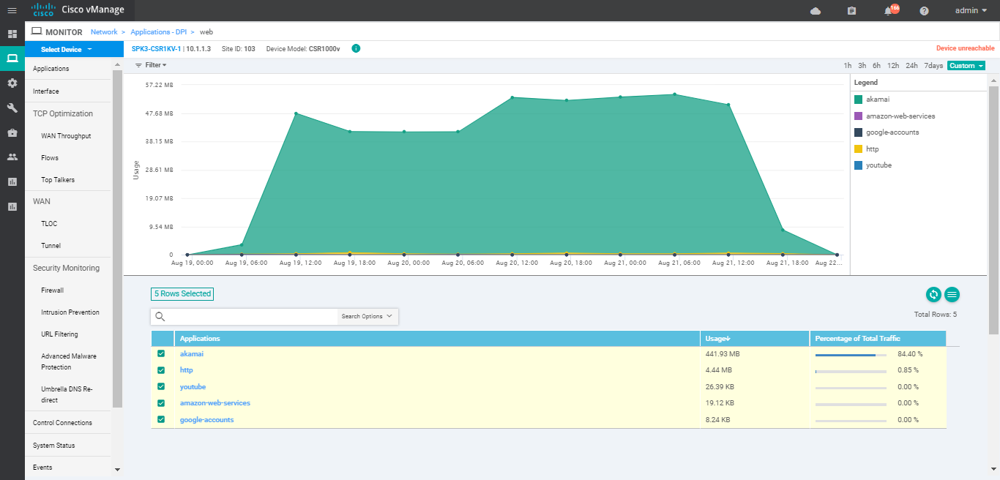 CISCO Cisco vManage 166 admin
MONITOR Network > Applications - DPI > web
Select Device
SPK3-CSR1KV-1 | 10.1.1.3 Site ID: 103 Device Model: CSR1000v i Device unreachable
Applications
Interface
TCP Optimization
WAN Throughput
Flows
Top Talkers
WAN
TLOC
Tunnel
Security Monitoring
Firewall
Intrusion Prevention
URL Filtering
Advanced Malware
Protection
Umbrella DNS Re-
direct
Control Connections
System Status
Events
Filter
1h 3h 6h 12h 24h 7days Custom
57.22 MB
47.68 MB
38.15 MB
28.61 MB
19.07 MB
9.54 MB
0
Usage
Aug 19, 00:00 Aug 19, 06:00 Aug 19, 12:00 Aug 19, 18:00 Aug 20, 00:00 Aug 20, 06:00 Aug 20, 12:00 Aug 20, 18:00 Aug 21, 00:00 Aug 21, 06:00 Aug 21, 12:00 Aug 21, 18:00 Aug 22...
Legend
akamai
amazon-web-services
google-accounts
http
youtube
5 Rows Selected
Search Options
Total Rows: 5
Applications Usage Percentage of Total Traffic
akamai 441.93 MB 84.40 %
http 4.44 MB 0.85 %
youtube 26.39 KB 0.00 %
amazon-web-services 19.12 KB 0.00 %
google-accounts 8.24 KB 0.00 %